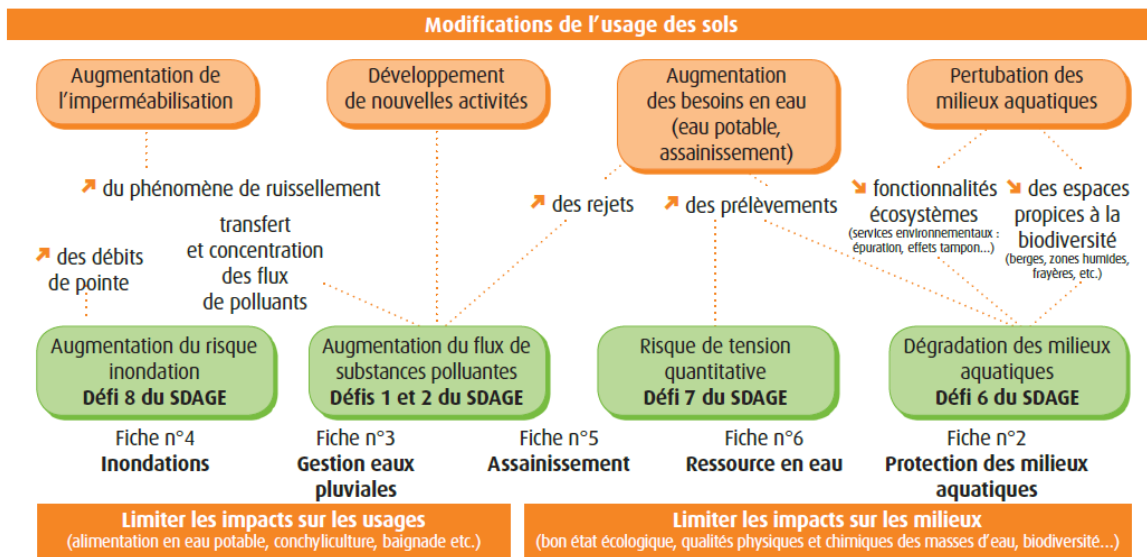 Modifications de l'usage des sols
Augmentation de
l'imperméabilisation
Développement
de nouvelles activités
Augmentation
des besoins en eau
(eau potable,
assainissement)
Pertubation des
milieux aquatiques
↗ du phénomène de ruissellement
transfert
et concentration
des flux
de polluants
↗ des débits
de pointe
↗ des rejets
↗ des prélèvements
↘ fonctionnalités
écosystèmes
(services environnementaux :
épuration, effets tampon...)
↘ des espaces
propices à la
biodiversité
(berges, zones humides,
frayères, etc.)
Augmentation du risque
inondation
Défi 8 du SDAGE
Augmentation du flux de
substances polluantes
Défis 1 et 2 du SDAGE
Risque de tension
quantitative
Défi 7 du SDAGE
Dégradation des milieux
aquatiques
Défi 6 du SDAGE
Fiche n°4
Inondations
Fiche n°3
Gestion eaux
pluviales
Fiche n°5
Assainissement
Fiche n°6
Ressource en eau
Fiche n°2
Protection des milieux
aquatiques
Limiter les impacts sur les usages
(alimentation en eau potable, conchyliculture, baignade etc.)
Limiter les impacts sur les milieux
(bon état écologique, qualités physiques et chimiques des masses d'eau, biodiversité...)